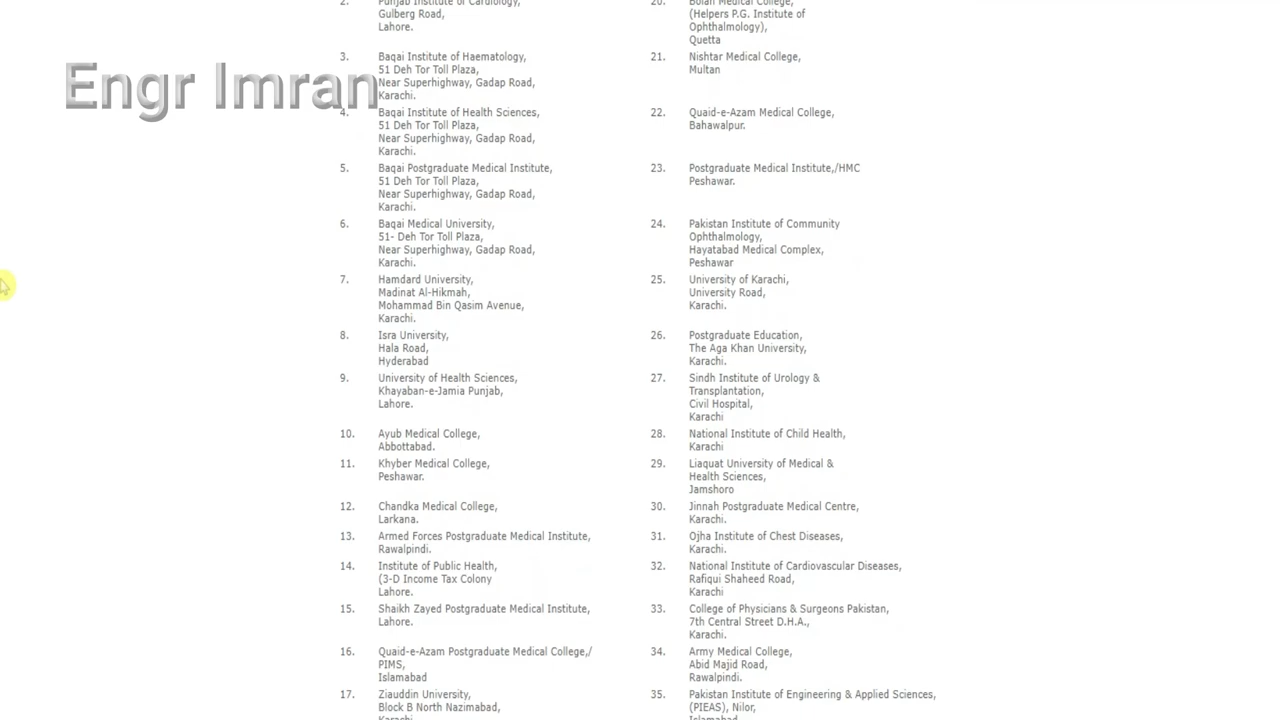 2. Punjab Institute of Cardiology,
Gulberg Road,
Lahore.
3. Baqai Institute of Haematology,
51 Deh Tor Toll Plaza,
Near Superhighway, Gadap Road,
Karachi.
4. Baqai Institute of Health Sciences,
51 Deh Tor Toll Plaza,
Near Superhighway, Gadap Road,
Karachi.
5. Baqai Postgraduate Medical Institute,
51 Deh Tor Toll Plaza,
Near Superhighway, Gadap Road,
Karachi.
6. Baqai Medical University,
51- Deh Tor Toll Plaza,
Near Superhighway, Gadap Road,
Karachi.
7. Hamdard University,
Madinat Al-Hikmah,
Mohammad Bin Qasim Avenue,
Karachi.
8. Isra University,
Hala Road,
Hyderabad
9. University of Health Sciences,
Khayaban-e-Jamia Punjab,
Lahore.
10. Ayub Medical College,
Abbottabad.
11. Khyber Medical College,
Peshawar.
12. Chandka Medical College,
Larkana.
13. Armed Forces Postgraduate Medical Institute,
Rawalpindi.
14. Institute of Public Health,
(3-D Income Tax Colony
Lahore.
15. Shaikh Zayed Postgraduate Medical Institute,
Lahore.
16. Quaid-e-Azam Postgraduate Medical College,/
PIMS,
Islamabad
17. Ziauddin University,
Block B North Nazimabad,
Karachi
20. Bolan Medical College,
(Helpers P.G. Institute of
Ophthalmology),
Quetta
21. Nishtar Medical College,
Multan
22. Quaid-e-Azam Medical College,
Bahawalpur.
23. Postgraduate Medical Institute,/HMC
Peshawar.
24. Pakistan Institute of Community
Ophthalmology,
Hayatabad Medical Complex,
Peshawar
25. University of Karachi,
University Road,
Karachi.
26. Postgraduate Education,
The Aga Khan University,
Karachi.
27. Sindh Institute of Urology &
Transplantation,
Civil Hospital,
Karachi
28. National Institute of Child Health,
Karachi
29. Liaquat University of Medical &
Health Sciences,
Jamshoro
30. Jinnah Postgraduate Medical Centre,
Karachi.
31. Ojha Institute of Chest Diseases,
Karachi.
32. National Institute of Cardiovascular Diseases,
Rafiqui Shaheed Road,
Karachi
33. College of Physicians & Surgeons Pakistan,
7th Central Street D.H.A.,
Karachi.
34. Army Medical College,
Abid Majid Road,
Rawalpindi.
35. Pakistan Institute of Engineering & Applied Sciences,
(PIEAS), Nilor,
Islamabad
Engr Imran